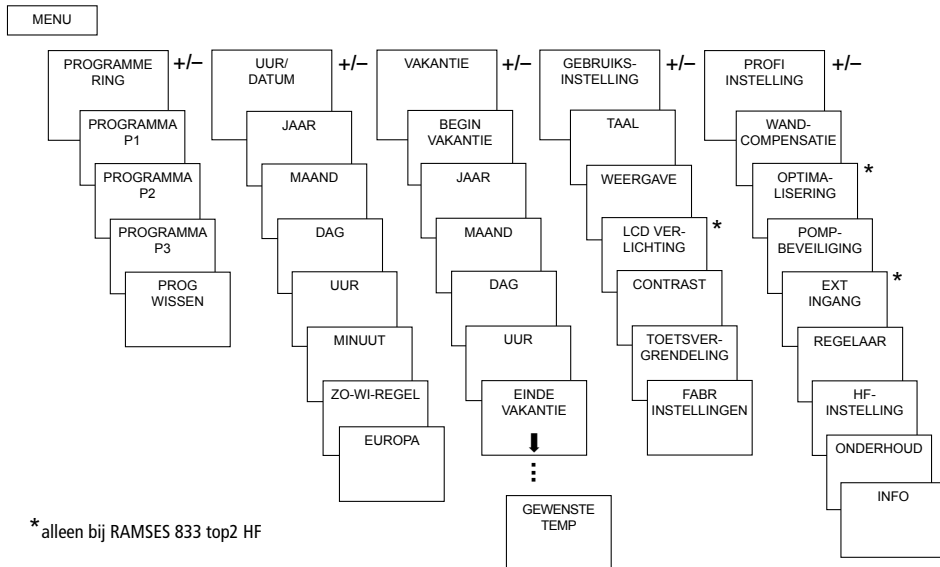 MENU
PROGRAMME
RING
+/–
PROGRAMMA
P1
PROGRAMMA
P2
PROGRAMMA
P3
PROG
WISSEN
UUR/
DATUM
+/–
JAAR
MAAND
DAG
UUR
MINUUT
ZO-WI-REGEL
EUROPA
VAKANTIE
+/–
BEGIN
VAKANTIE
JAAR
MAAND
DAG
UUR
EINDE
VAKANTIE
GEWENSTE
TEMP
GEBRUIKS-
INSTELLING
+/–
TAAL
WEERGAVE
LCD VER-
LICHTING
*
CONTRAST
TOETSVER-
GRENDELING
FABR
INSTELLINGEN
PROFI
INSTELLING
+/–
WAND-
COMPENSATIE
OPTIMA-
LISERING
*
POMP-
BEVEILIGING
EXT
INGANG
*
REGELAAR
HF-
INSTELLING
ONDERHOUD
INFO
*alleen bij RAMSES 833 top2 HF